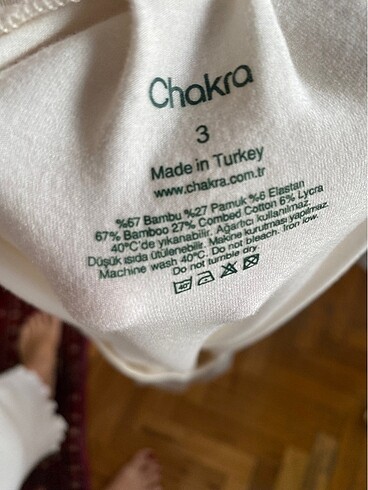 Chakra
3
Made in Turkey
www.chakra.com.tr
%67 Bambu %27 Pamuk %6 Elastan
67% Bamboo 27% Combed Cotton 6% Lycra
40°C'de yıkanabilir. Ağartıcı kullanılmaz.
Düşük ısıda ütülenebilir. Makine kurutması yapılmaz.
Machine wash 40°C. Do not bleach. Iron low.
Do not tumble dry.
40°